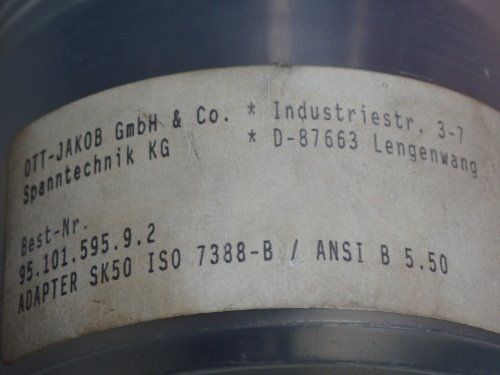 OTT-JAKOB GmbH & Co. * Industriestr. 3-7
Spanntechnik KG * D-87663 Lengenwang
Best-Nr.
95.101.595.9.2
ADAPTER SK50 ISO 7388-B / ANSI B 5.50